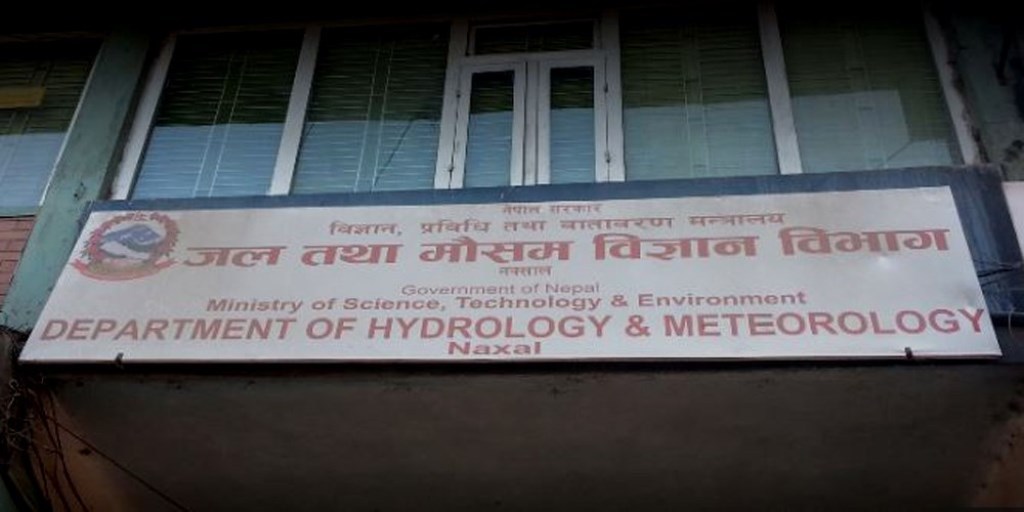 नेपाल सरकार
विज्ञान, प्रविधि तथा वातावरण मन्त्रालय
जल तथा मौसम विज्ञान विभाग
नक्साल
Government of Nepal
Ministry of Science, Technology & Environment
DEPARTMENT OF HYDROLOGY & METEOROLOGY
Naxal